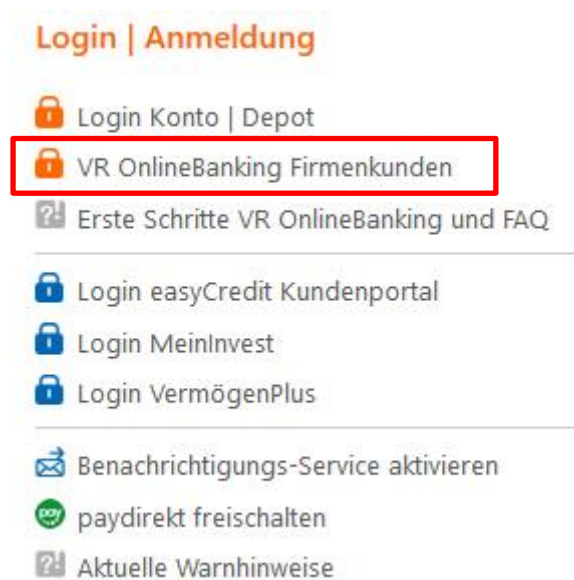 Login | Anmeldung
Login Konto | Depot
VR OnlineBanking Firmenkunden
Erste Schritte VR OnlineBanking und FAQ
Login easyCredit Kundenportal
Login MeinInvest
Login VermögenPlus
Benachrichtigungs-Service aktivieren
pay paydirekt freischalten
Aktuelle Warnhinweise